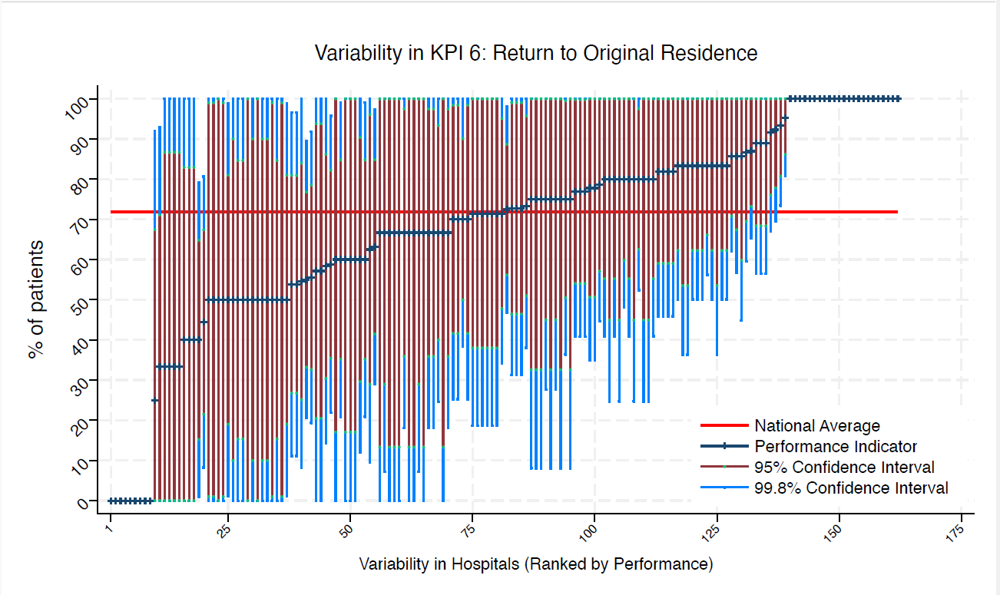 Variability in KPI 6: Return to Original Residence
% of patients
100
90
80
70
60
50
40
30
20
10
0
National Average
Performance Indicator
95% Confidence Interval
99.8% Confidence Interval
1 25 50 75 100 125 150 175
Variability in Hospitals (Ranked by Performance)